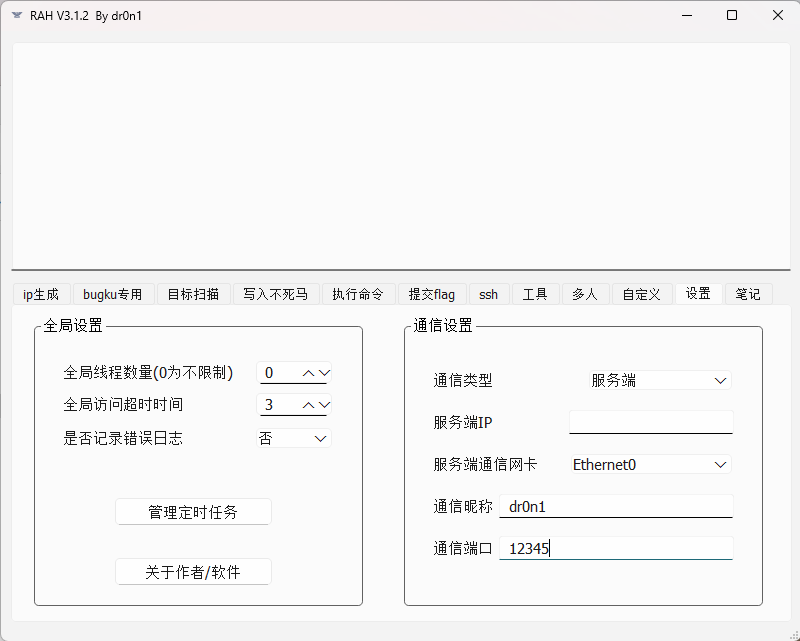 RAH V3.1.2 By dr0n1
ip生成 bugku专用 目标扫描 写入不死马 执行命令 提交flag ssh 工具 多人 自定义 设置 笔记
全局设置
全局线程数量(0为不限制) 0
全局访问超时时间 3
是否记录错误日志 否
管理定时任务
关于作者/软件
通信设置
通信类型 服务端
服务端IP
服务端通信网卡 Ethernet0
通信昵称 dr0n1
通信端口 12345